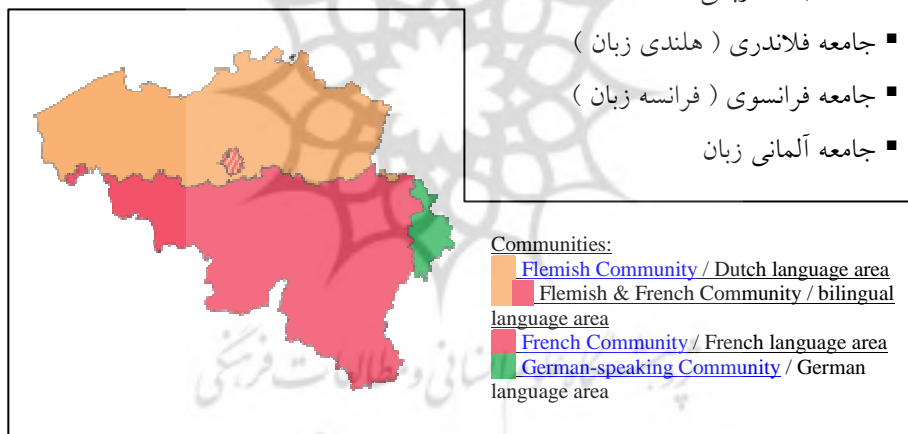 ▪ جامعه فلاندری ( هلندی زبان )
▪ جامعه فرانسوی ( فرانسه زبان )
▪ جامعه آلمانی زبان
Communities:
Flemish Community / Dutch language area
Flemish & French Community / bilingual
language area
French Community / French language area
German-speaking Community / German
language area